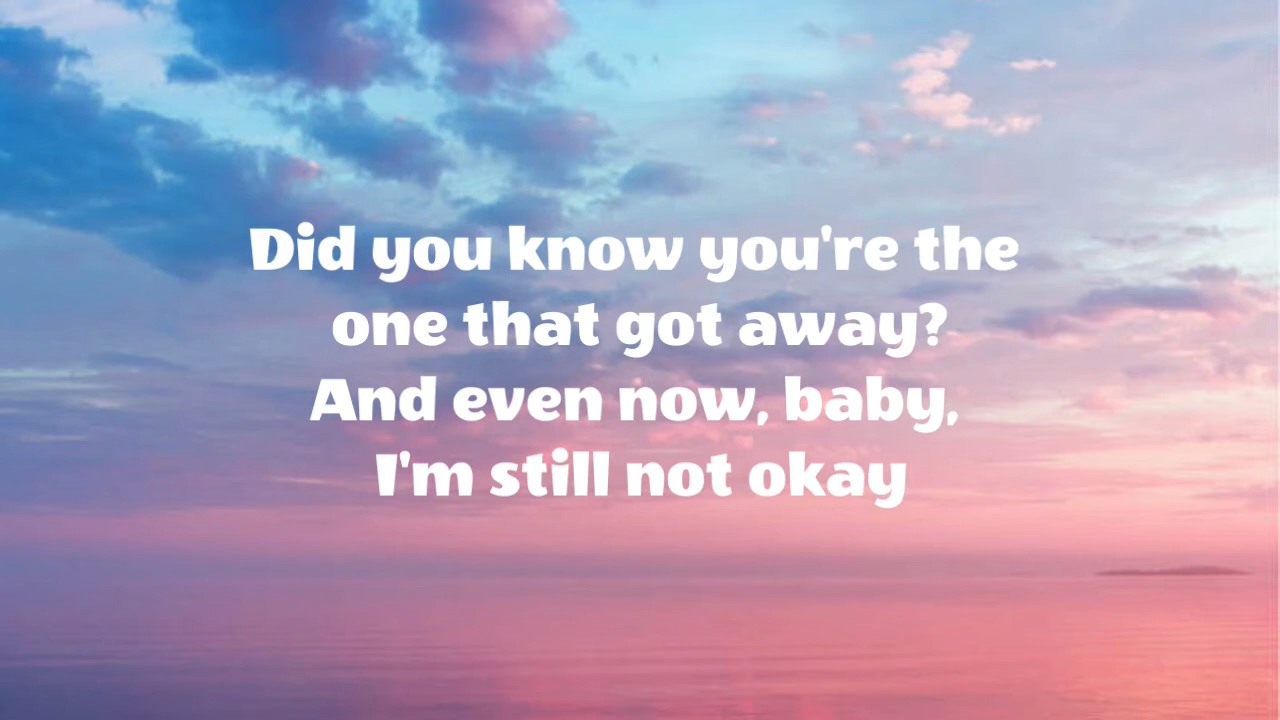 Did you know you're the
one that got away?
And even now, baby,
I'm still not okay